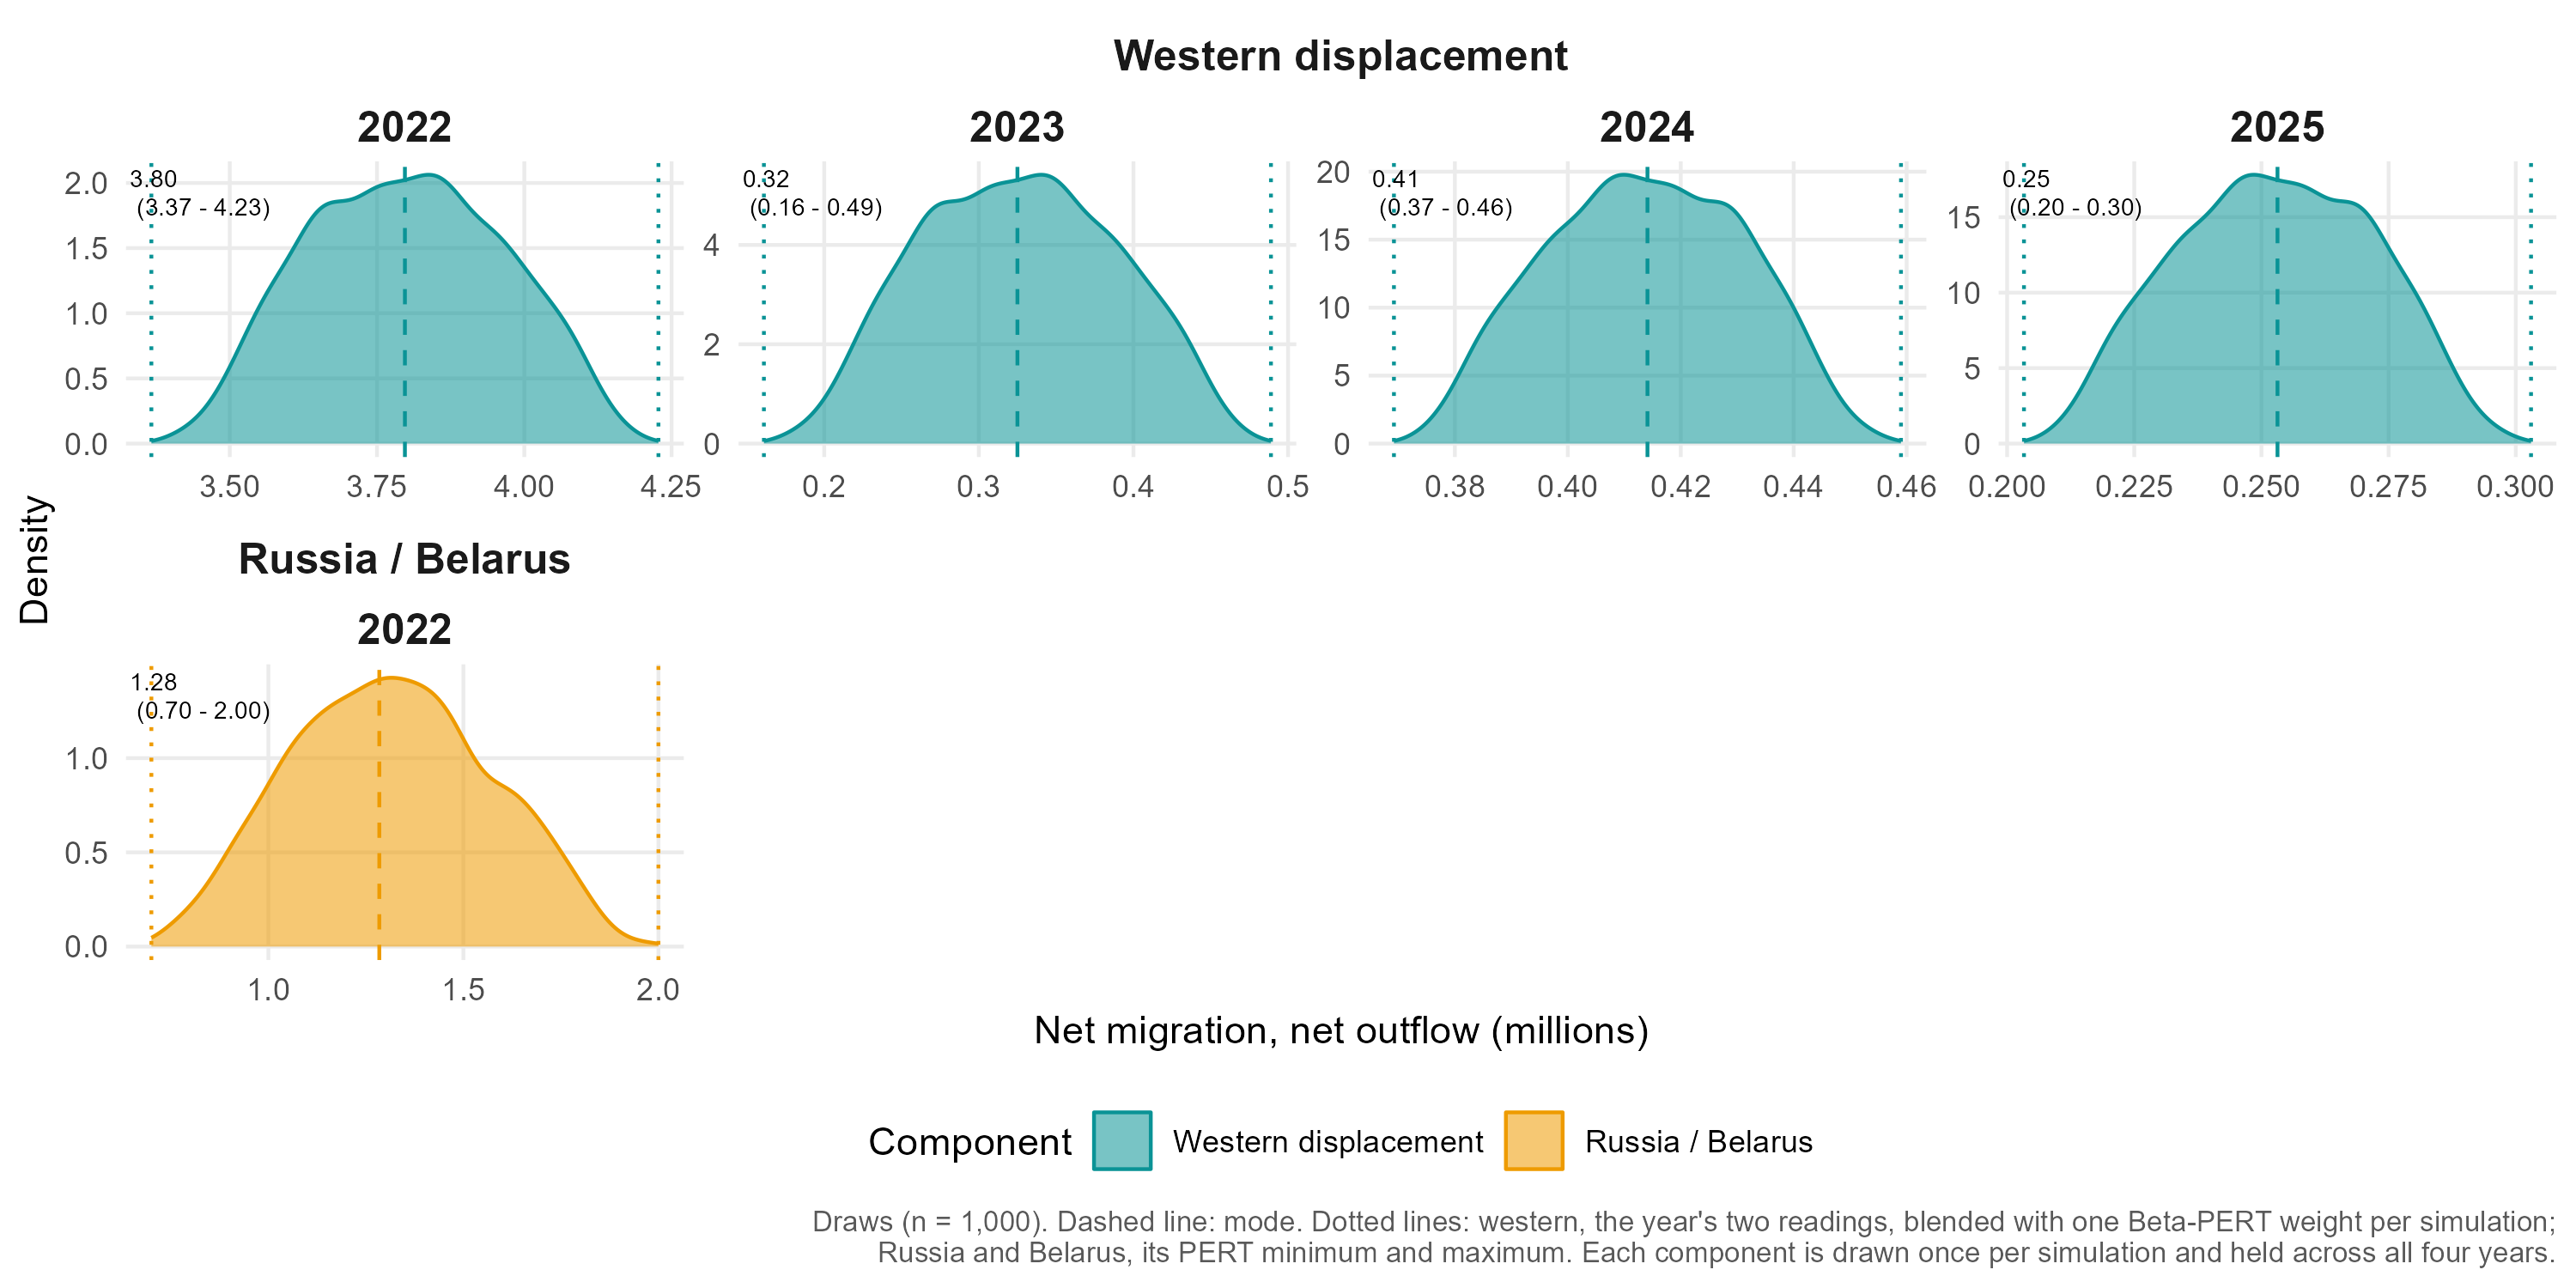 Western displacement
2022
2023
2024
2025
3.80
(3.37 - 4.23)
0.32
(0.16 - 0.49)
0.41
(0.37 - 0.46)
0.25
(0.20 - 0.30)
2.0
1.5
1.0
0.5
0.0
4
2
0
20
15
10
5
0
15
10
5
0
3.50 3.75 4.00 4.25
0.2 0.3 0.4 0.5
0.38 0.40 0.42 0.44 0.46
0.200 0.225 0.250 0.275 0.300
Density
Russia / Belarus
2022
1.28
(0.70 - 2.00)
1.0
0.5
0.0
1.0 1.5 2.0
Net migration, net outflow (millions)
Component Western displacement Russia / Belarus
Draws (n = 1,000). Dashed line: mode. Dotted lines: western, the year's two readings, blended with one Beta-PERT weight per simulation;
Russia and Belarus, its PERT minimum and maximum. Each component is drawn once per simulation and held across all four years.